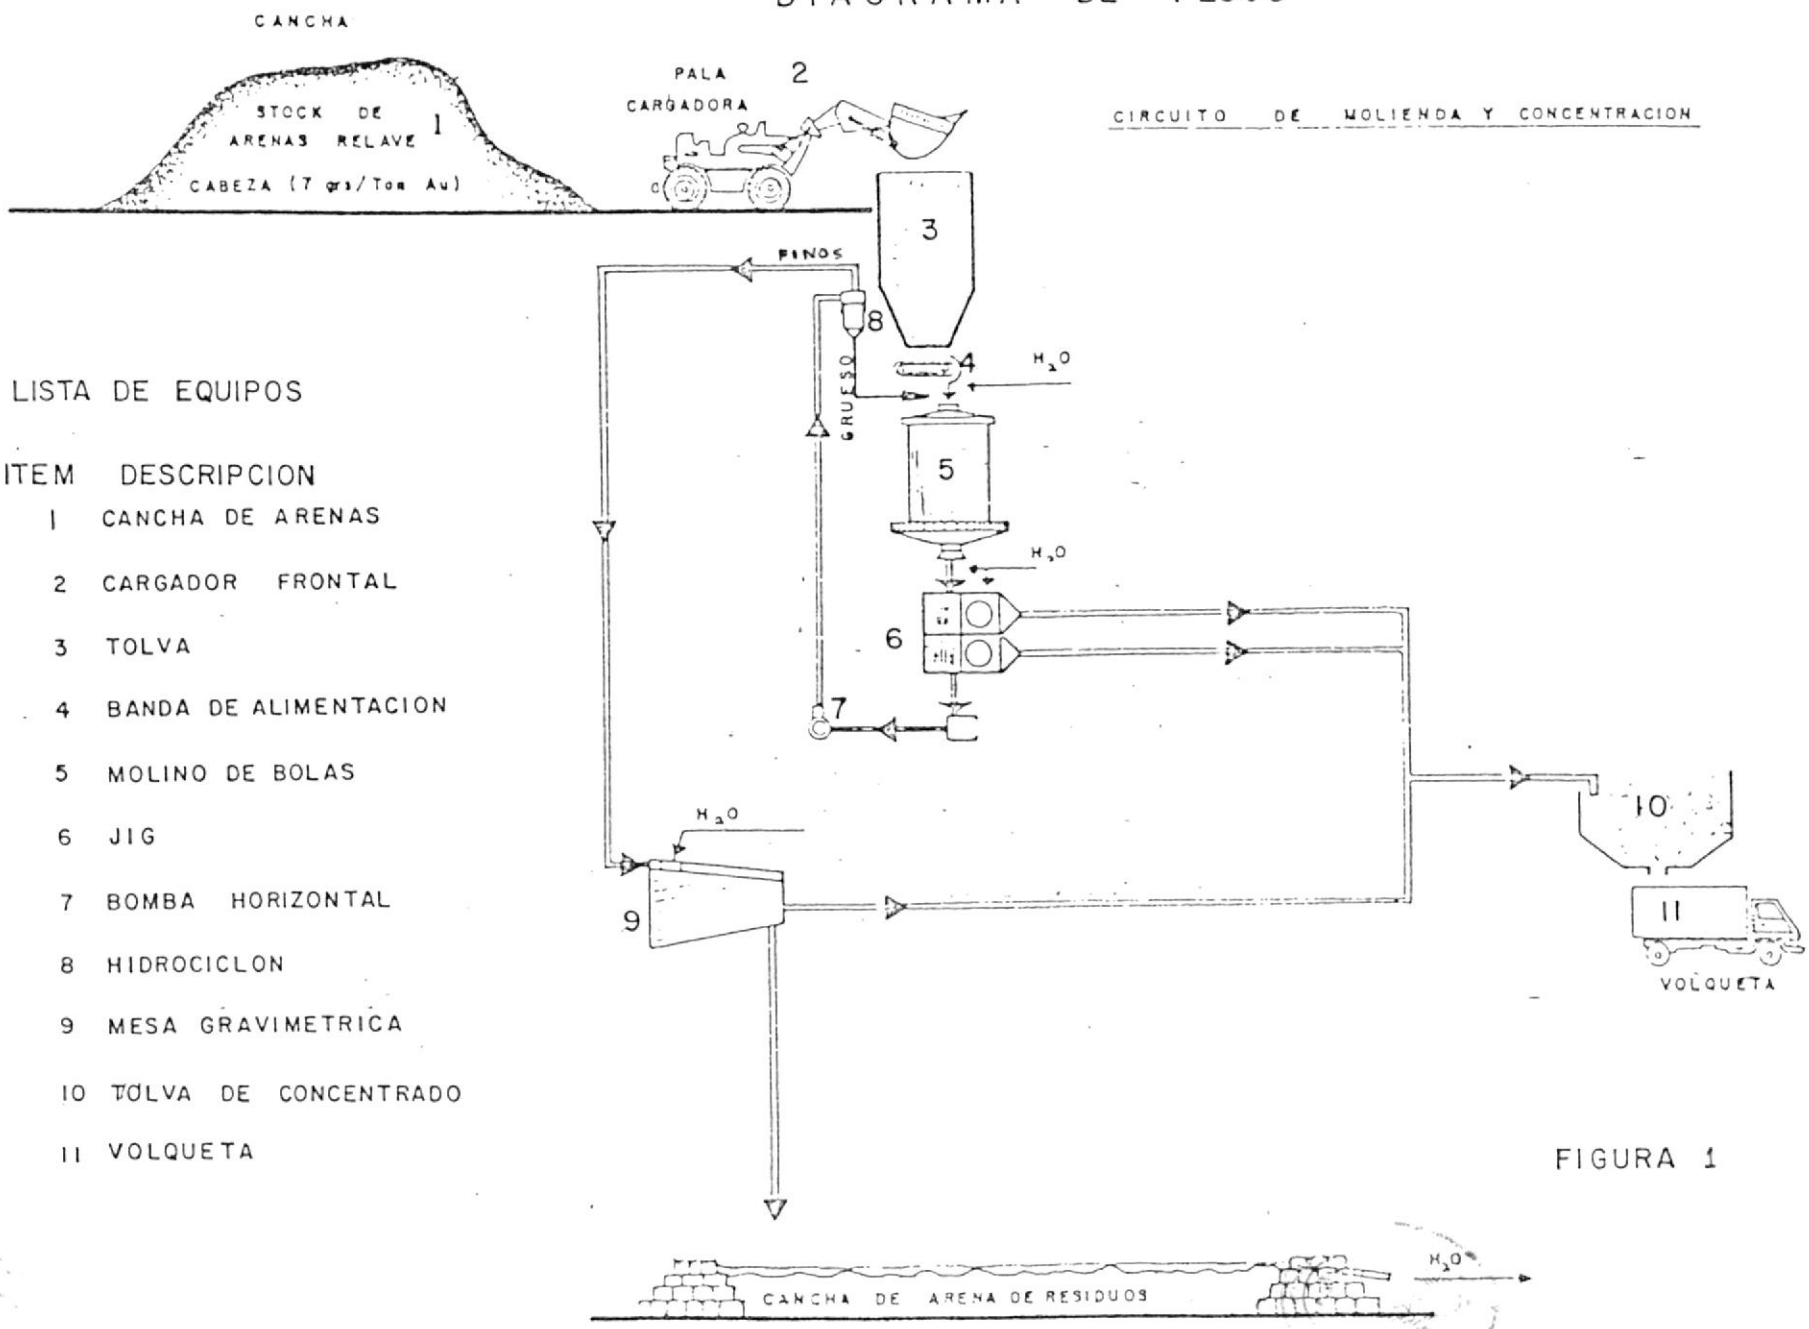 DIAGRAMA DE FLUJO
CANCHA
STOCK DE
ARENAS RELAVE 1
CABEZA (7 grs/Ton Au)
PALA 2
CARGADORA
CIRCUITO DE MOLIENDA Y CONCENTRACION
3
FINOS
8
GRUESO
4
H2O
5
H2O
6
7
LISTA DE EQUIPOS
ITEM DESCRIPCION
1 CANCHA DE ARENAS
2 CARGADOR FRONTAL
3 TOLVA
4 BANDA DE ALIMENTACION
5 MOLINO DE BOLAS
6 JIG
7 BOMBA HORIZONTAL
8 HIDROCICLON
9 MESA GRAVIMETRICA
10 TOLVA DE CONCENTRADO
11 VOLQUETA
H2O
9
10
11
VOLQUETA
FIGURA 1
CANCHA DE ARENA DE RESIDUOS
H2O